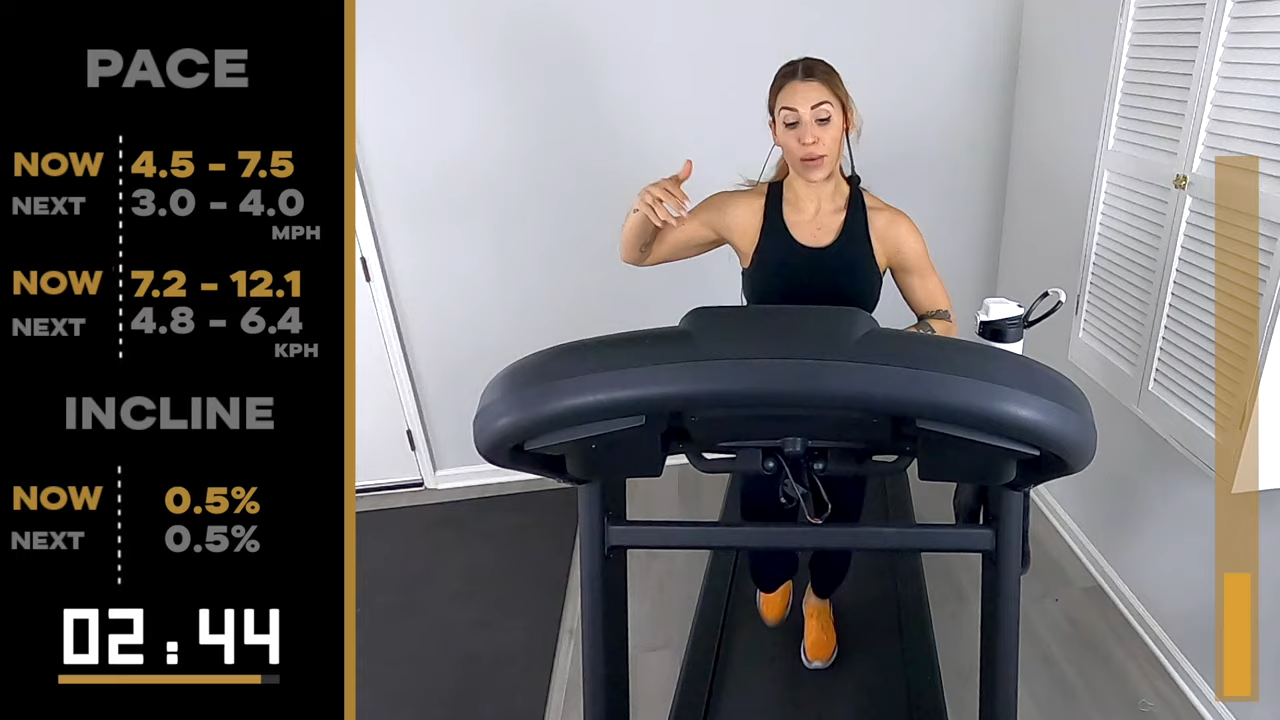 PACE
NOW 4.5 - 7.5
NEXT 3.0 - 4.0
MPH
NOW 7.2 - 12.1
NEXT 4.8 - 6.4
KPH
INCLINE
NOW 0.5%
NEXT 0.5%
02:44